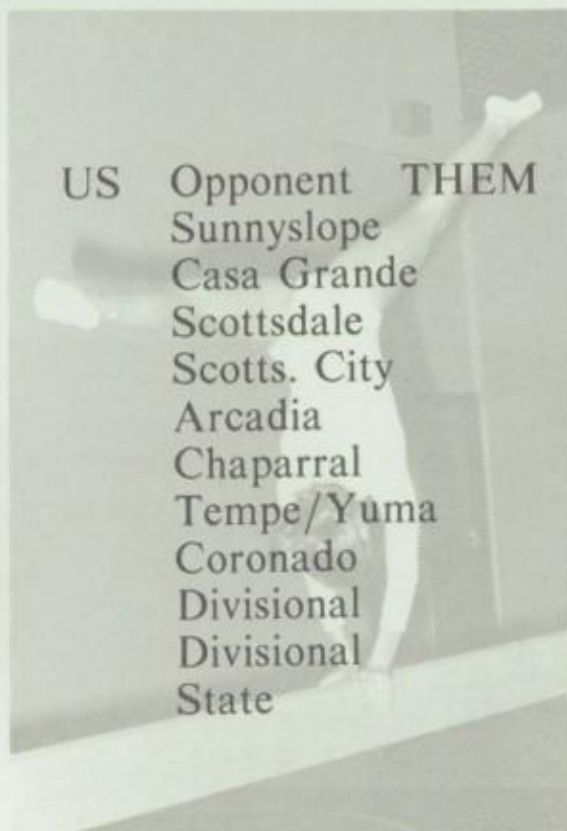 US Opponent THEM
Sunnyslope
Casa Grande
Scottsdale
Scotts. City
Arcadia
Chaparral
Tempe/Yuma
Coronado
Divisional
Divisional
State